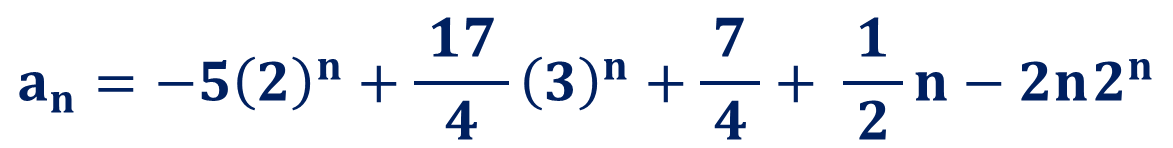 aₙ = −5(2)ⁿ + 17/4 (3)ⁿ + 7/4 + 1/2 n − 2n2ⁿ